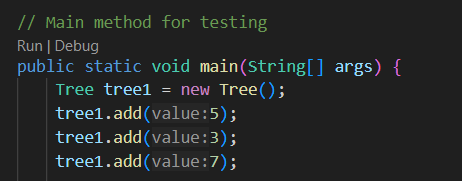 // Main method for testing
Run | Debug
public static void main(String[] args) {
Tree tree1 = new Tree();
tree1.add(value:5);
tree1.add(value:3);
tree1.add(value:7);